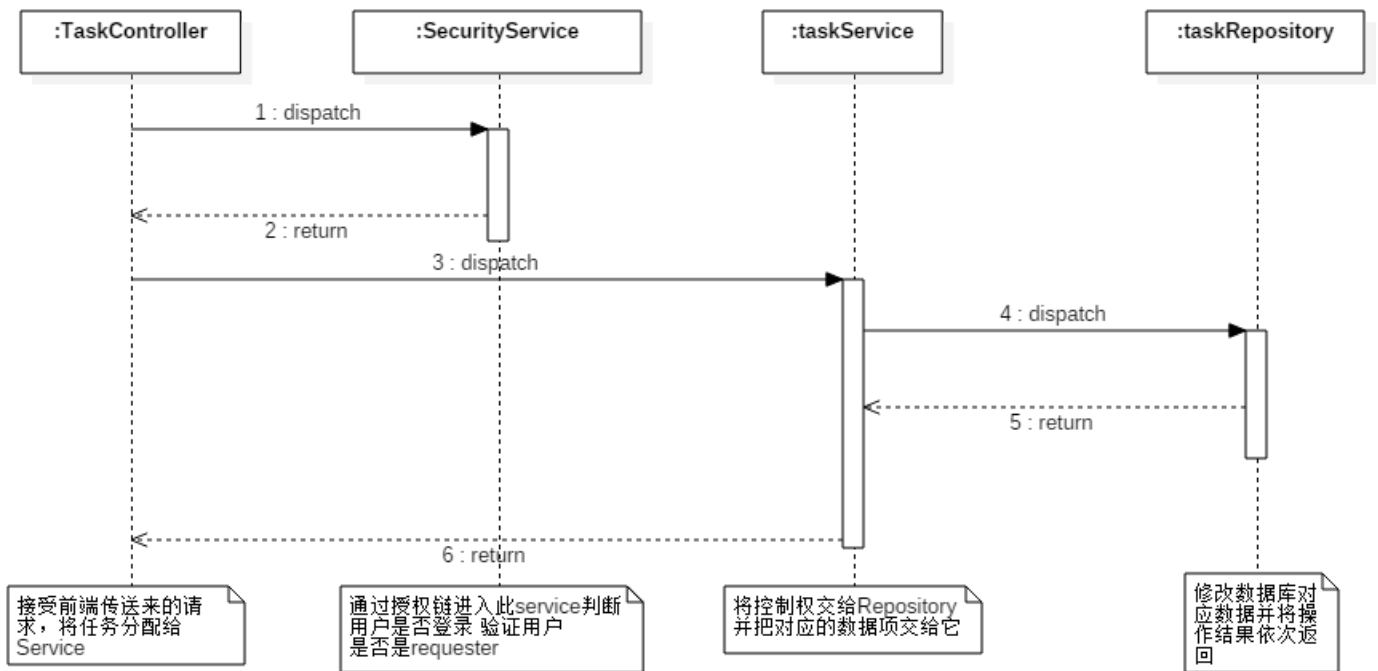 :TaskController
:SecurityService
:taskService
:taskRepository
1 : dispatch
2 : return
3 : dispatch
4 : dispatch
5 : return
6 : return
接受前端传送来的请
求，将任务分配给
Service
通过授权链进入此service判断
用户是否登录 验证用户
是否是requester
将控制权交给Repository
并把对应的数据项交给它
修改数据库对
应数据并将操
作结果依次返
回